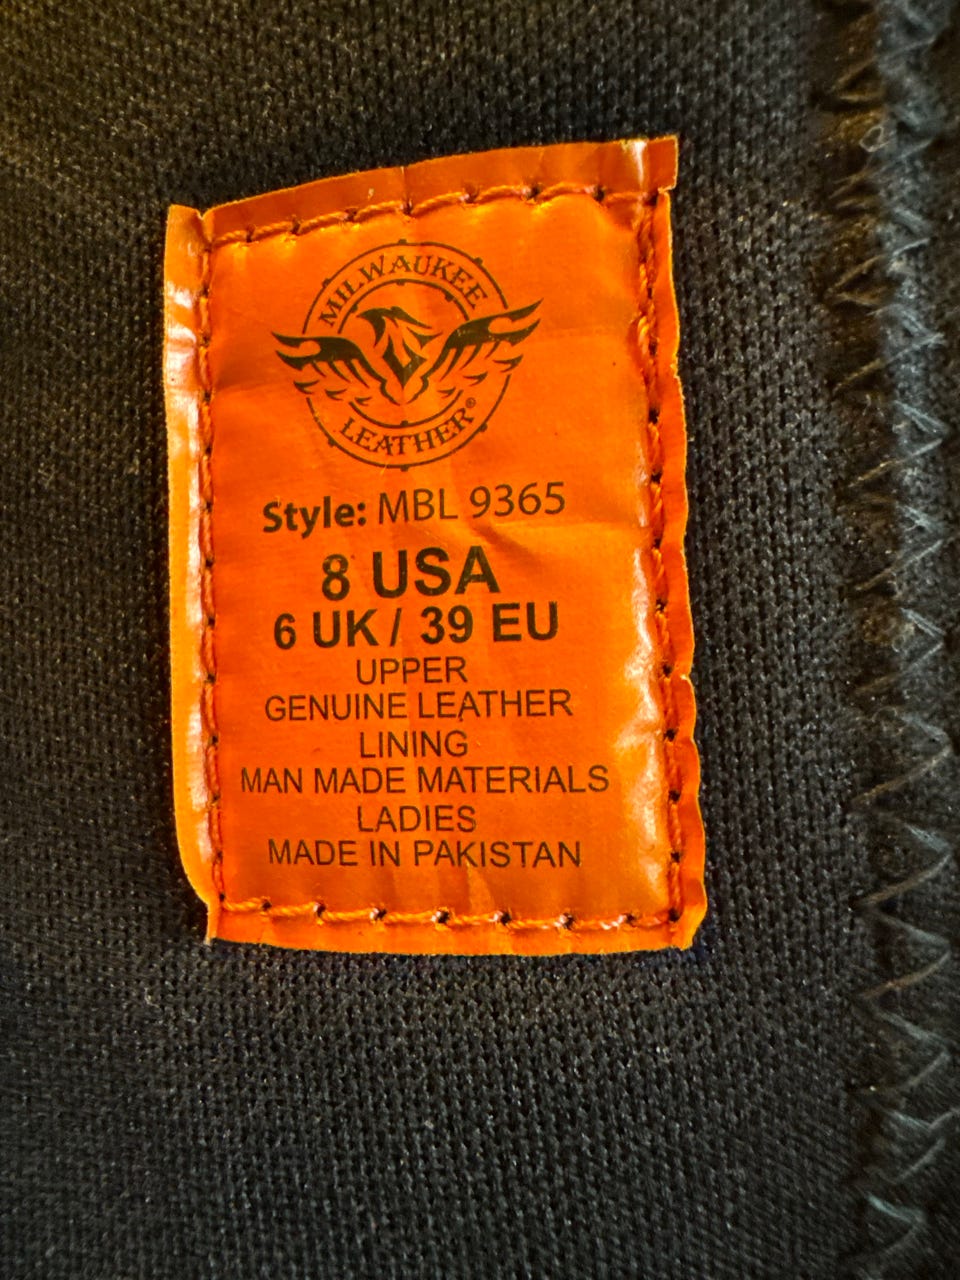 MILWAUKEE
LEATHER®
Style: MBL 9365
8 USA
6 UK / 39 EU
UPPER
GENUINE LEATHER
LINING
MAN MADE MATERIALS
LADIES
MADE IN PAKISTAN